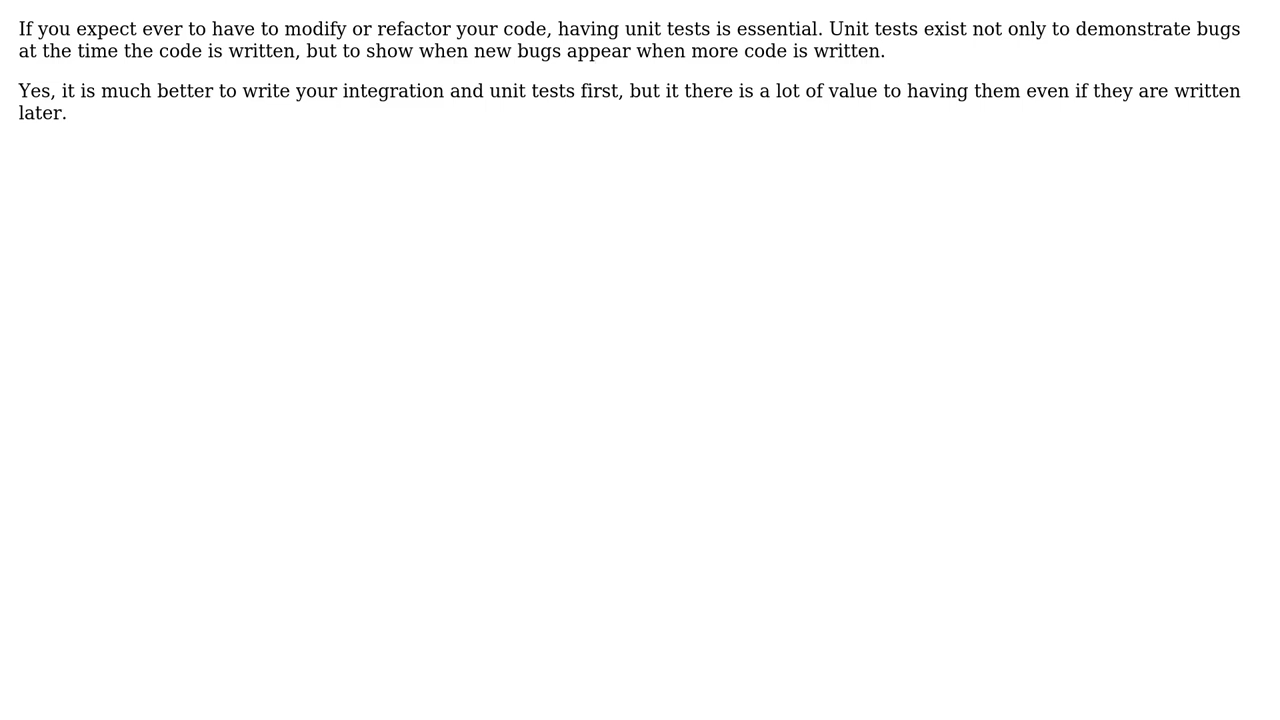 If you expect ever to have to modify or refactor your code, having unit tests is essential. Unit tests exist not only to demonstrate bugs
at the time the code is written, but to show when new bugs appear when more code is written.
Yes, it is much better to write your integration and unit tests first, but it there is a lot of value to having them even if they are written
later.